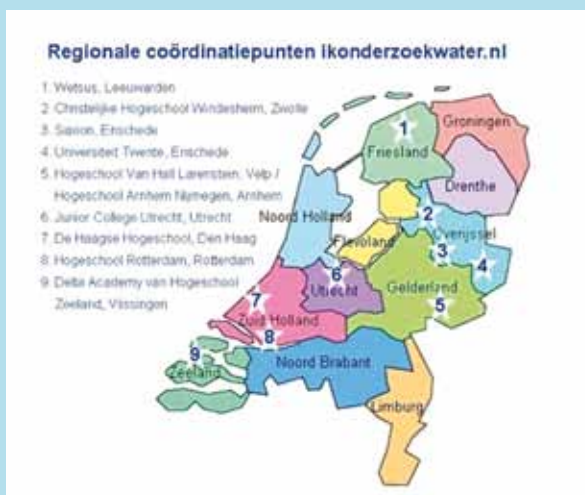 Regionale coördinatiepunten ikonderzoekwater.nl
1 Wetsus, Leeuwarden
2 Christelijke Hogeschool Windesheim, Zwolle
3 Saxion, Enschede
4 Universiteit Twente, Enschede
5 Hogeschool Van Hall Larenstein, Velp /
Hogeschool Arnhem Nijmegen, Arnhem
6 Junior College Utrecht, Utrecht
7 De Haagse Hogeschool, Den Haag
8 Hogeschool Rotterdam, Rotterdam
9 Delta Academy van Hogeschool
Zeeland, Vlissingen
Groningen
1
Friesland
Drenthe
Noord Holland
2
Flevoland
Overijssel
3
4
6
Utrecht
Gelderland
5
7
Zuid Holland
8
9
Zeeland
Noord Brabant
Limburg